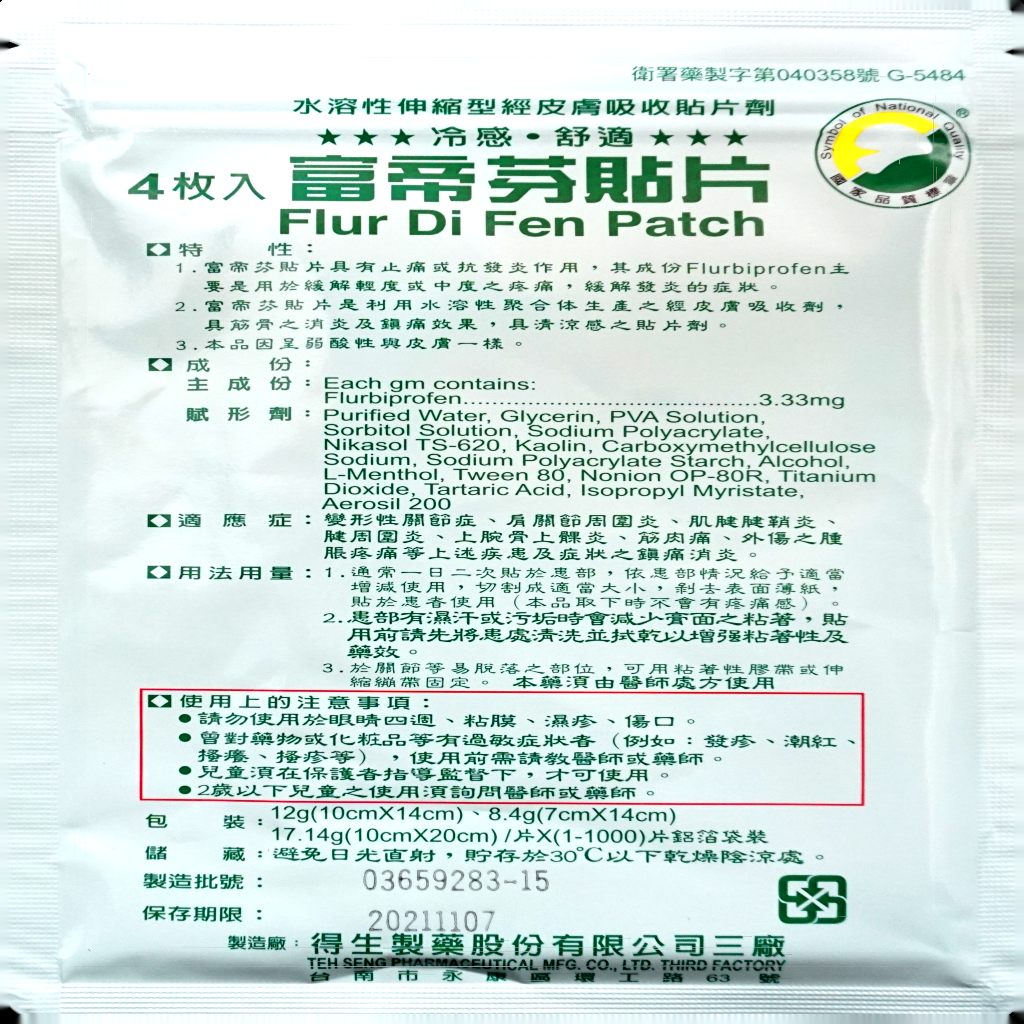 衛署藥製字第040358號 G-5484
水溶性伸縮型經皮膚吸收貼片劑
★★★冷感・舒適★★★
4枚入 富帝芬貼片
Flur Di Fen Patch
Symbol of National Quality ®
國家品質標章
特性：
1.富帝芬貼片具有止痛或抗發炎作用，其成份Flurbiprofen主
要是用於緩解輕度或中度之疼痛，緩解發炎的症狀。
2.富帝芬貼片是利用水溶性聚合体生產之經皮膚吸收劑，
具筋骨之消炎及鎮痛效果，具清涼感之貼片劑。
3.本品因呈弱酸性與皮膚一樣。
成份：
主成份：Each gm contains:
Flurbiprofen........................................3.33mg
賦形劑：Purified Water, Glycerin, PVA Solution,
Sorbitol Solution, Sodium Polyacrylate,
Nikasol TS-620, Kaolin, Carboxymethylcellulose
Sodium, Sodium Polyacrylate Starch, Alcohol,
L-Menthol, Tween 80, Nonion OP-80R, Titanium
Dioxide, Tartaric Acid, Isopropyl Myristate,
Aerosil 200
適應症：變形性關節症、肩關節周圍炎、肌腱腱鞘炎、
腱周圍炎、上腕骨上髁炎、筋肉痛、外傷之腫
脹疼痛等上述疾患及症狀之鎮痛消炎。
用法用量：1.通常一日二次貼於患部，依患部情況給予適當
增減使用，切割成適當大小，剝去表面薄紙，
貼於患者使用（本品取下時不會有疼痛感）。
2.患部有濕汗或污垢時會減少膏面之粘著，貼
用前請先將患處清洗並拭乾以增强粘著性及
藥效。
3.於關節等易脫落之部位，可用粘著性膠帶或伸
縮繃帶固定。 本藥須由醫師處方使用
使用上的注意事項：
●請勿使用於眼睛四週、粘膜、濕疹、傷口。
●曾對藥物或化粧品等有過敏症狀者（例如：發疹、潮紅、
搔癢、搔疹等），使用前需請教醫師或藥師。
●兒童須在保護者指導監督下，才可使用。
●2歲以下兒童之使用須詢問醫師或藥師。
包裝：12g(10cmX14cm)、8.4g(7cmX14cm)
17.14g(10cmX20cm) /片X(1-1000)片鋁箔袋裝
儲藏：避免日光直射，貯存於30℃以下乾燥陰涼處。
製造批號： 03659283-15
保存期限： 20211107
製造廠：得生製藥股份有限公司三廠
TEH SENG PHARMACEUTICAL MFG. CO., LTD. THIRD FACTORY
台南市永康區環工路63號